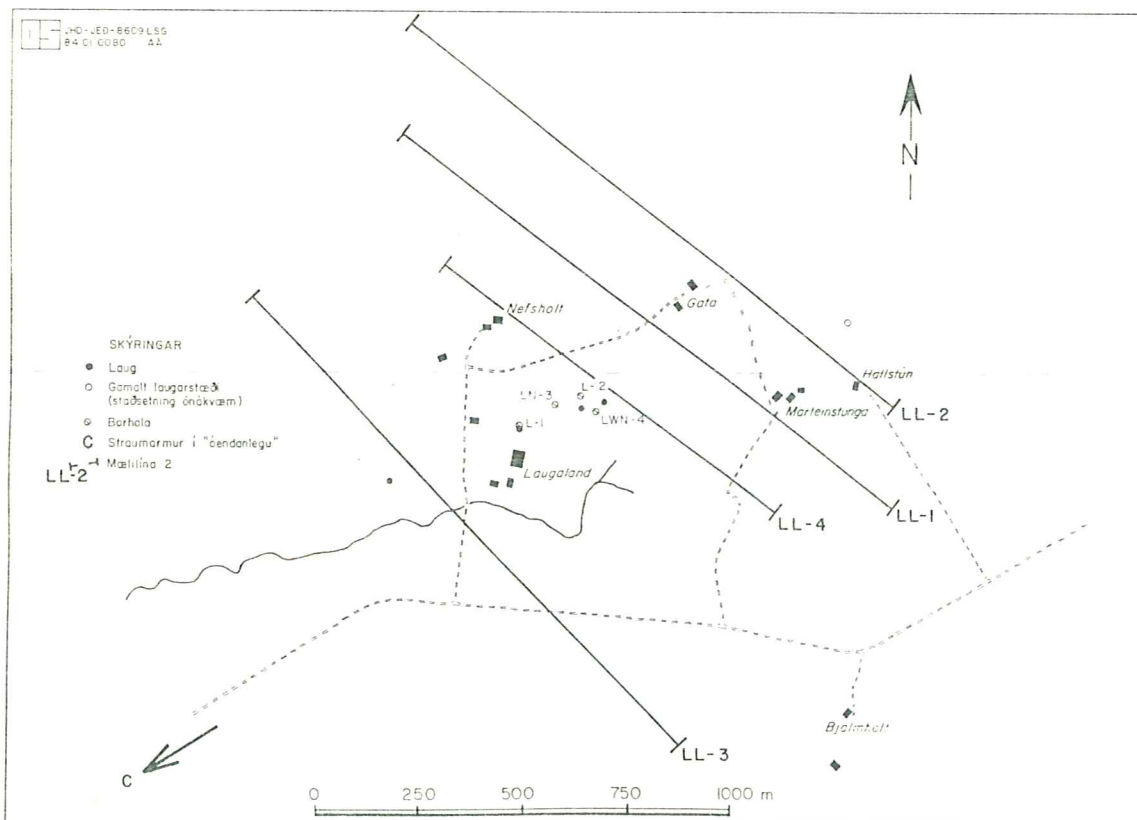 JHD-JED-8609 LSG
84.01.0080 AÁ
N
Nefsholt
Gata
SKÝRINGAR
Laug
Gamalt laugarstæði
(staðsetning ónákvæm)
Borhola
C Straumarmur í "óendanlegu"
LL-2 Mælilína 2
LN-3
L-2
LWN-4
L-1
Laugaland
Marteinstunga
Hallstún
LL-2
LL-1
LL-4
LL-3
Bjálmholt
C
0 250 500 750 1000 m